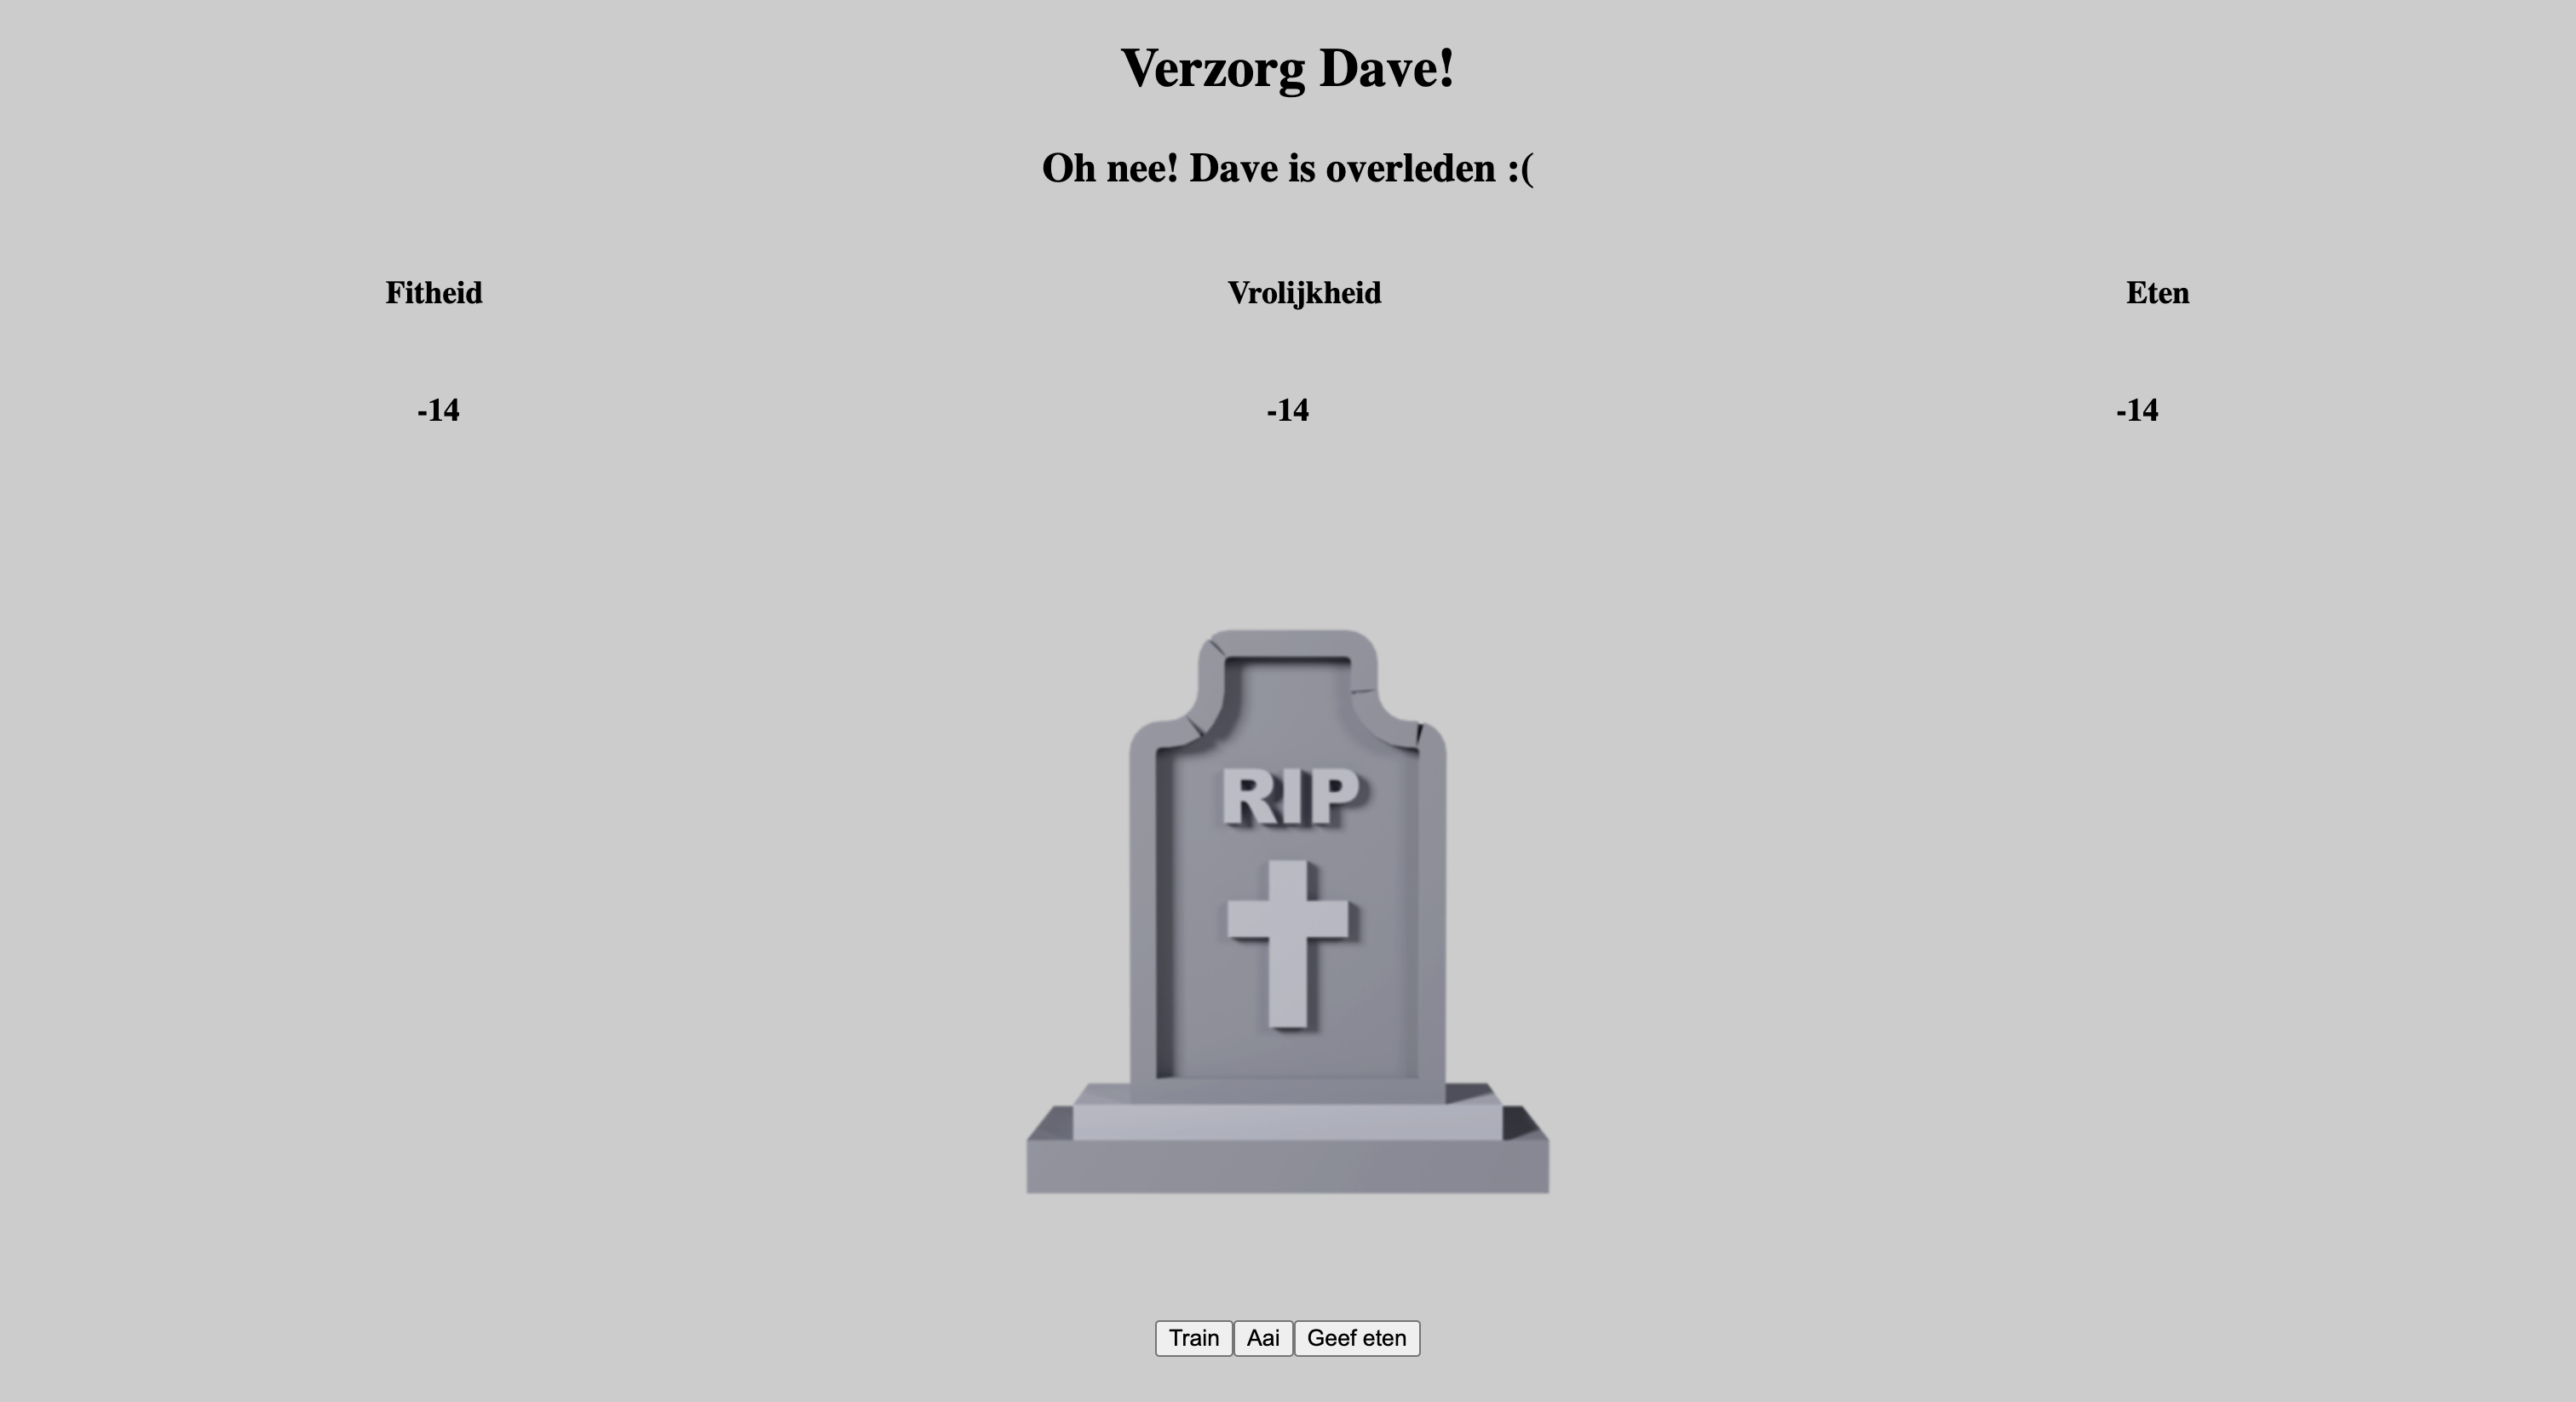 Verzorg Dave!
Oh nee! Dave is overleden :(
Fitheid Vrolijkheid Eten
-14 -14 -14
RIP
Train Aai Geef eten